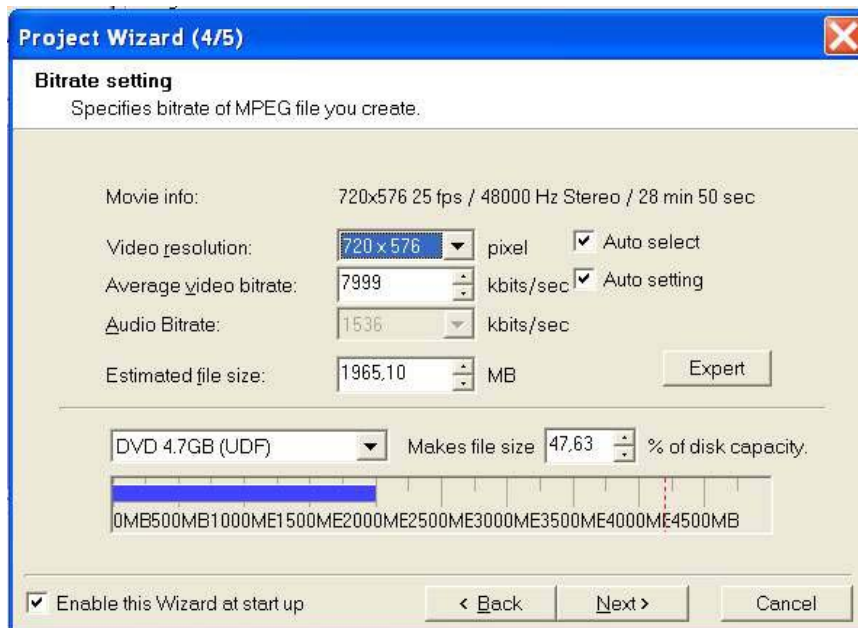 Project Wizard (4/5)
Bitrate setting
Specifies bitrate of MPEG file you create.
Movie info: 720x576 25 fps / 48000 Hz Stereo / 28 min 50 sec
Video resolution: 720 x 576 pixel Auto select
Average video bitrate: 7999 kbits/sec Auto setting
Audio Bitrate: 1536 kbits/sec
Estimated file size: 1965,10 MB Expert
DVD 4.7GB (UDF) Makes file size 47,63 % of disk capacity.
0MB500MB1000ME1500ME2000ME2500ME3000ME3500ME4000ME4500MB
Enable this Wizard at start up < Back Next > Cancel